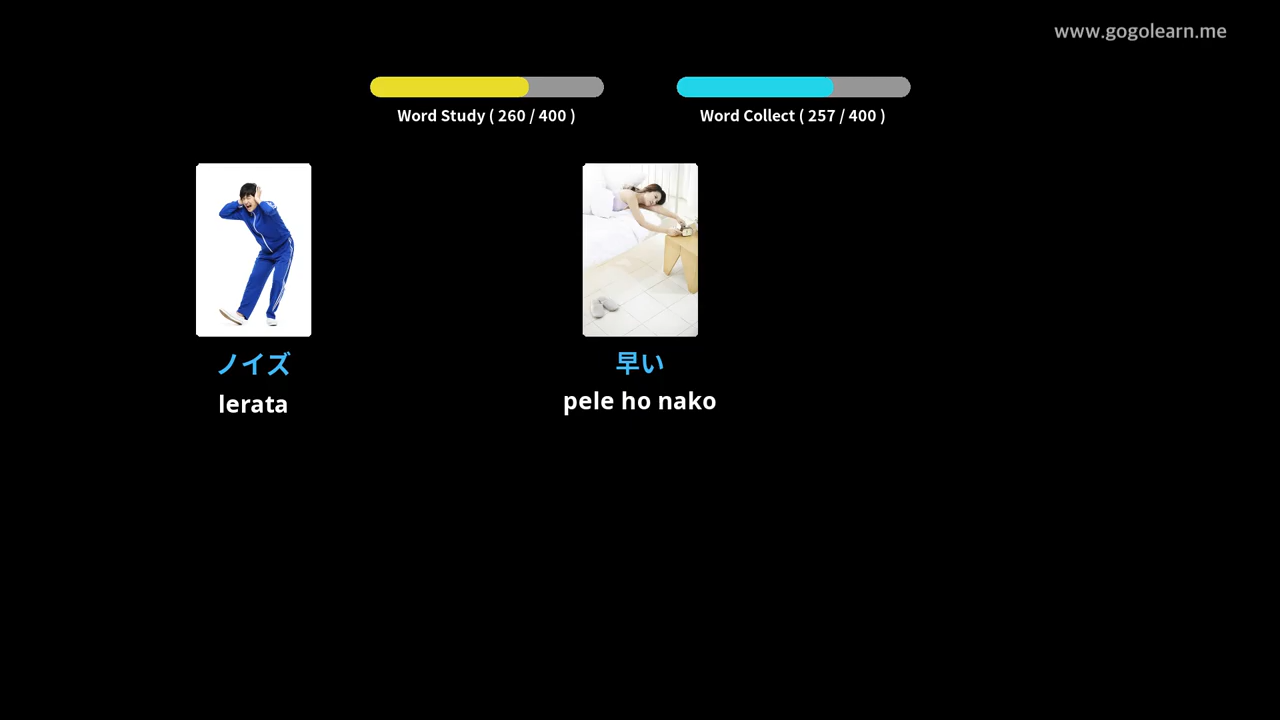 www.gogolearn.me
Word Study ( 260 / 400 )
Word Collect ( 257 / 400 )
ノイズ
lerata
早い
pele ho nako